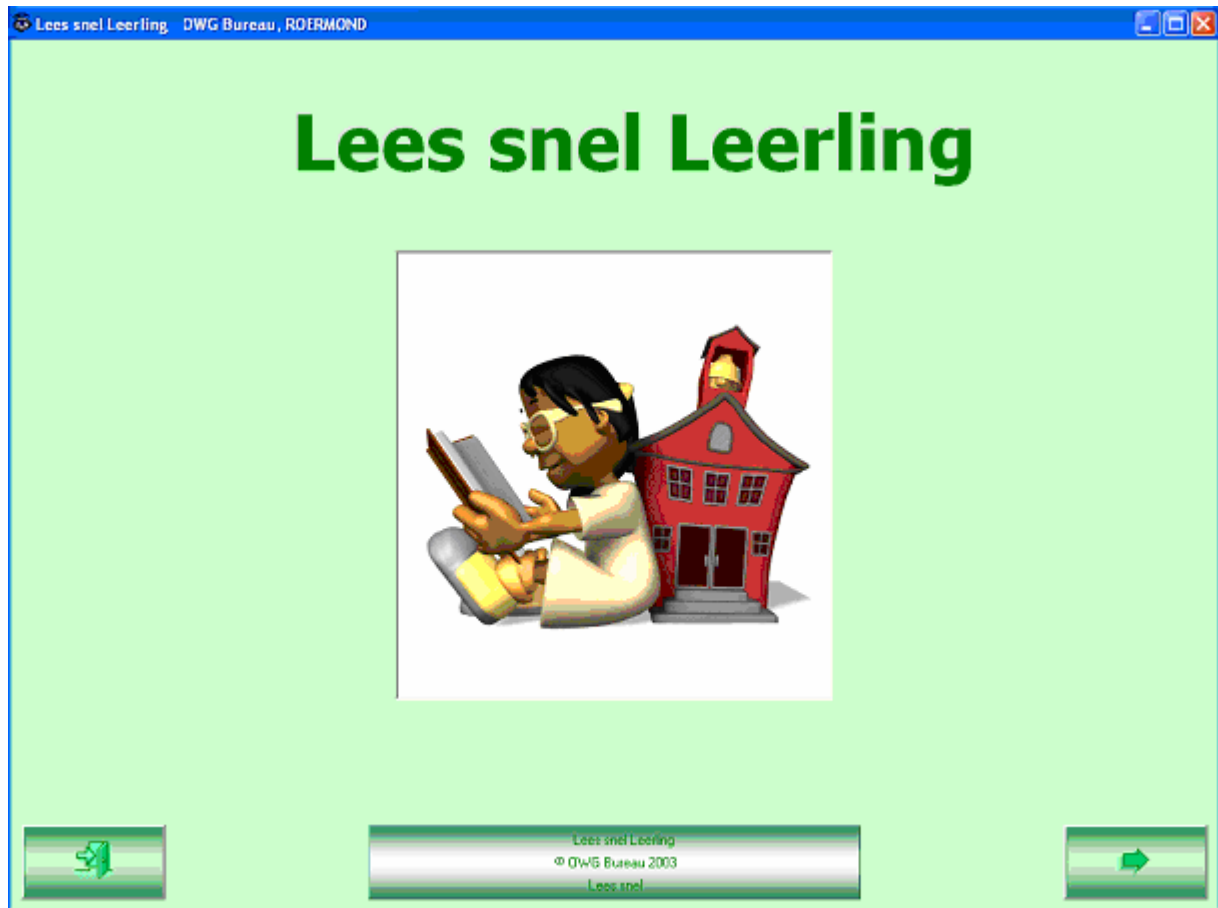 Lees snel Leerling OWG Bureau, ROERMOND
Lees snel Leerling
Lees snel Leerling
© OWG Bureau 2003
Lees snel